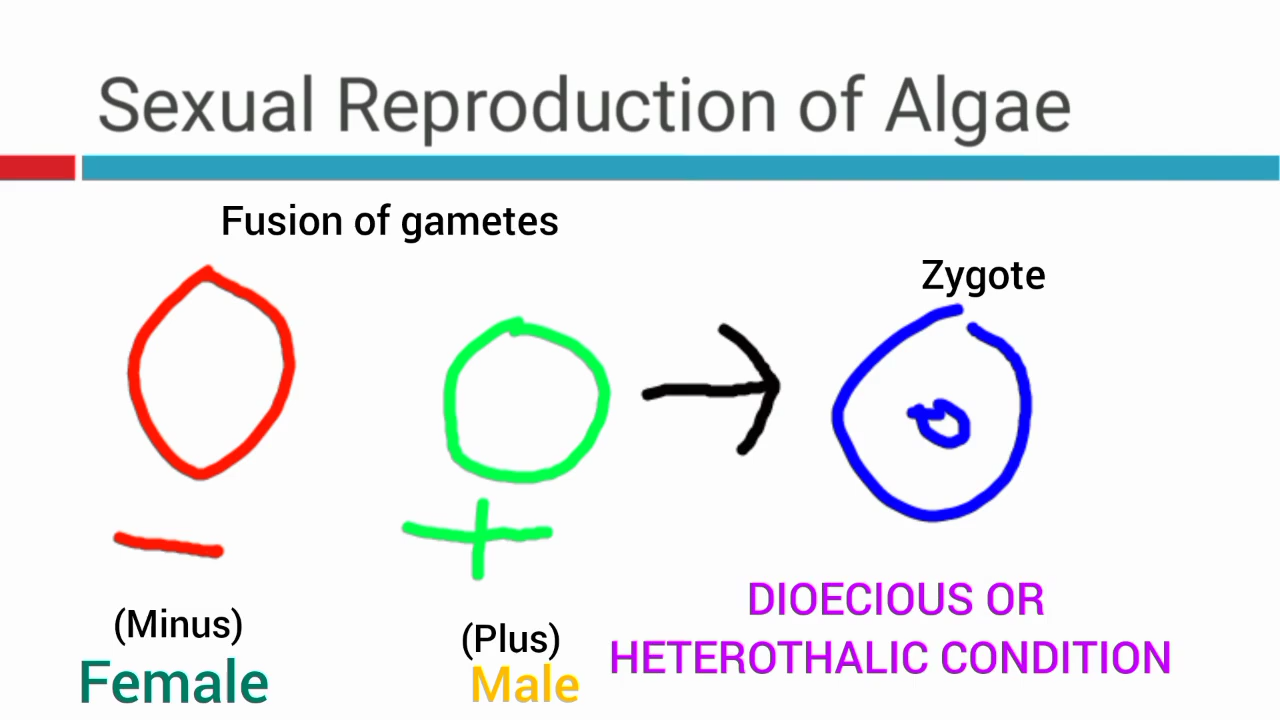 Sexual Reproduction of Algae
Fusion of gametes
Zygote
(Minus)
Female
(Plus)
Male
DIOECIOUS OR
HETEROTHALIC CONDITION